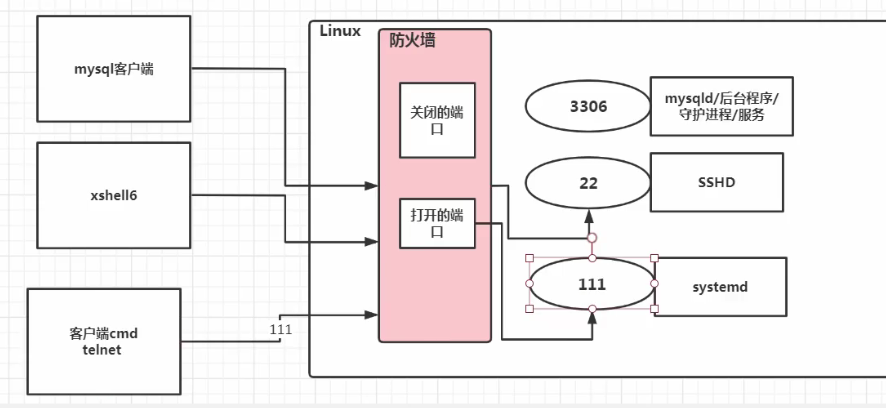 mysql客户端
xshell6
客户端cmd
telnet
111
Linux
防火墙
关闭的端
口
打开的端
口
3306
mysqld/后台程序/
守护进程/服务
22
SSHD
111
systemd